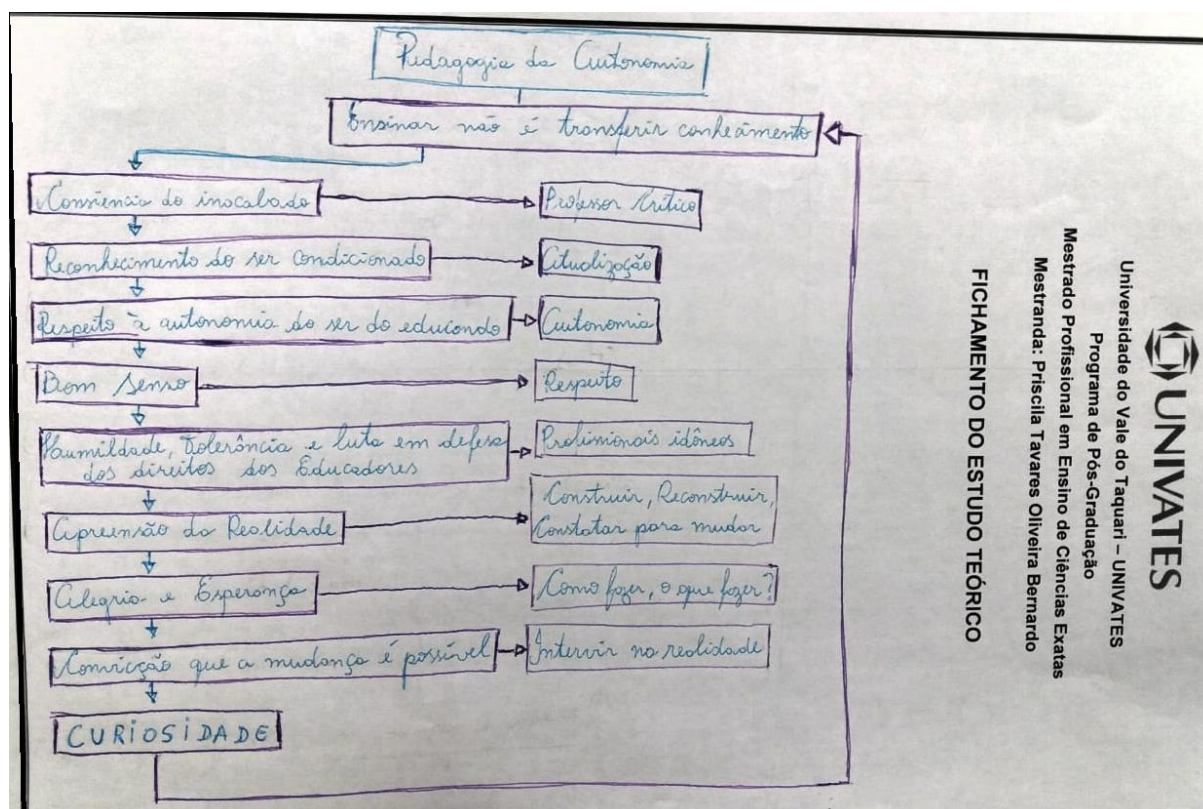 Pedagogia da Autonomia
Ensinar não é transferir conhecimento
Consiencia do inacabado
Professor Crítico
Reconhecimento do ser condicionado
Atualização
Respeito à autonomia do ser do educando
Autonomia
Bom Senso
Respeito
Humildade, Tolerância e luta em defesa
dos direitos dos Educadores
Profissionais idôneos
Apreensão da Realidade
Construir, Reconstruir,
Constatar para mudar
Alegria e Esperança
Como fazer, o que fazer?
Convicção que a mudança é possível
Intervir na realidade
CURIOSIDADE
UNIVATES
Universidade do Vale do Taquari – UNIVATES
Programa de Pós-Graduação
Mestrado Profissional em Ensino de Ciências Exatas
Mestranda: Priscila Tavares Oliveira Bernardo
FICHAMENTO DO ESTUDO TEÓRICO